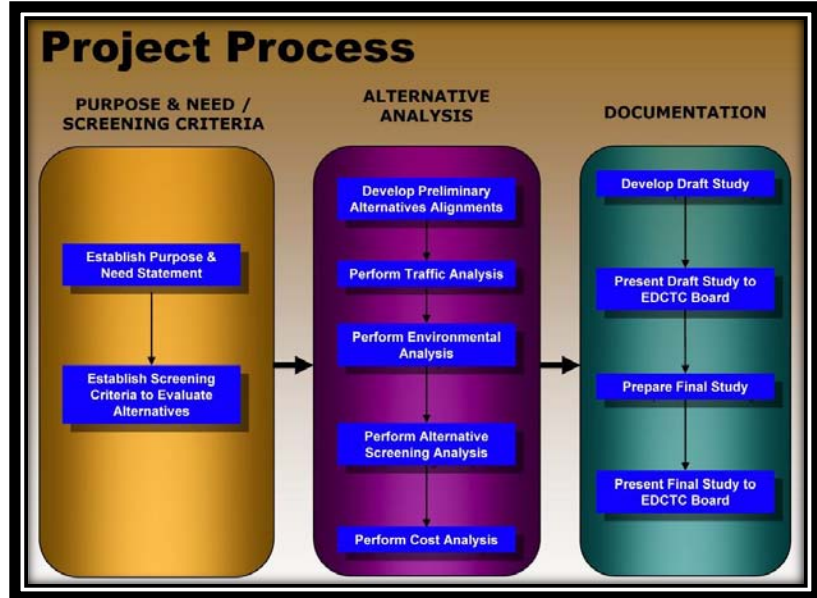 Project Process
PURPOSE & NEED /
SCREENING CRITERIA
Establish Purpose &
Need Statement
Establish Screening
Criteria to Evaluate
Alternatives
ALTERNATIVE
ANALYSIS
Develop Preliminary
Alternatives Alignments
Perform Traffic Analysis
Perform Environmental
Analysis
Perform Alternative
Screening Analysis
Perform Cost Analysis
DOCUMENTATION
Develop Draft Study
Present Draft Study to
EDCTC Board
Prepare Final Study
Present Final Study to
EDCTC Board